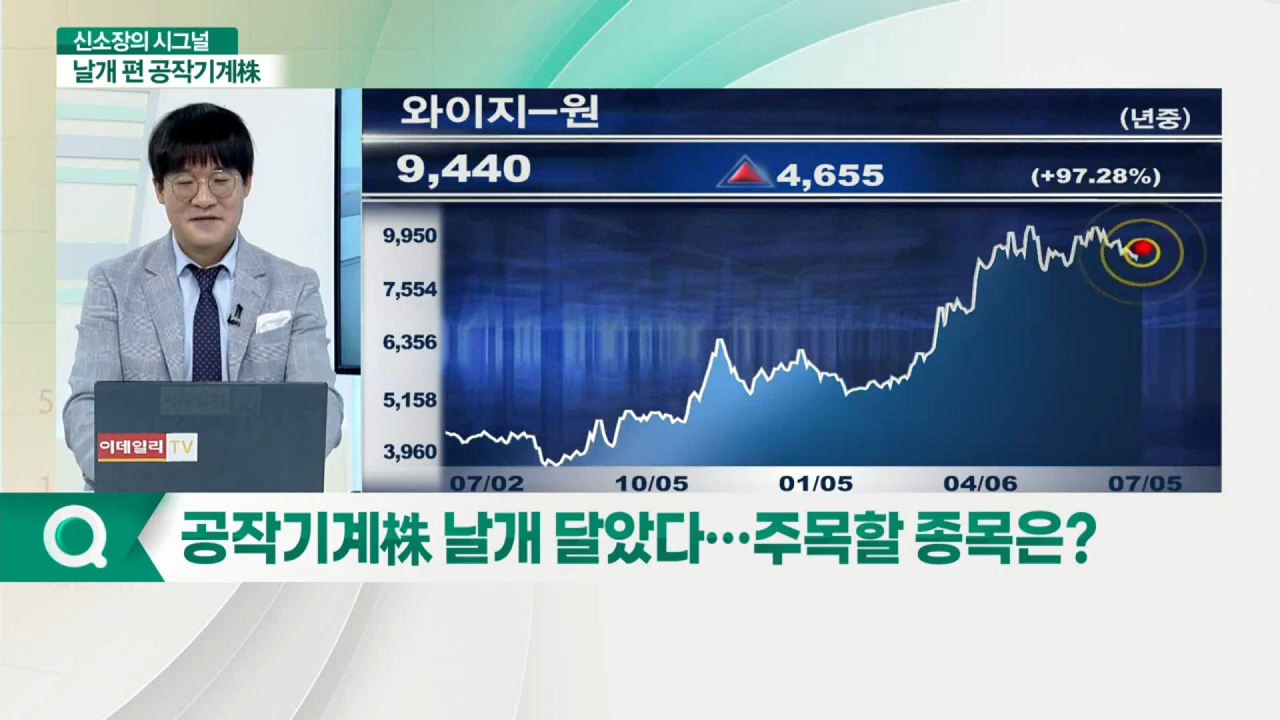 신소장의 시그널
날개 편 공작기계株
와이지-원
(년중)
9,440
4,655
(+97.28%)
9,950
7,554
6,356
5,158
3,960
07/02
10/05
01/05
04/06
07/05
이데일리 TV
5
1
공작기계株 날개 달았다…주목할 종목은?